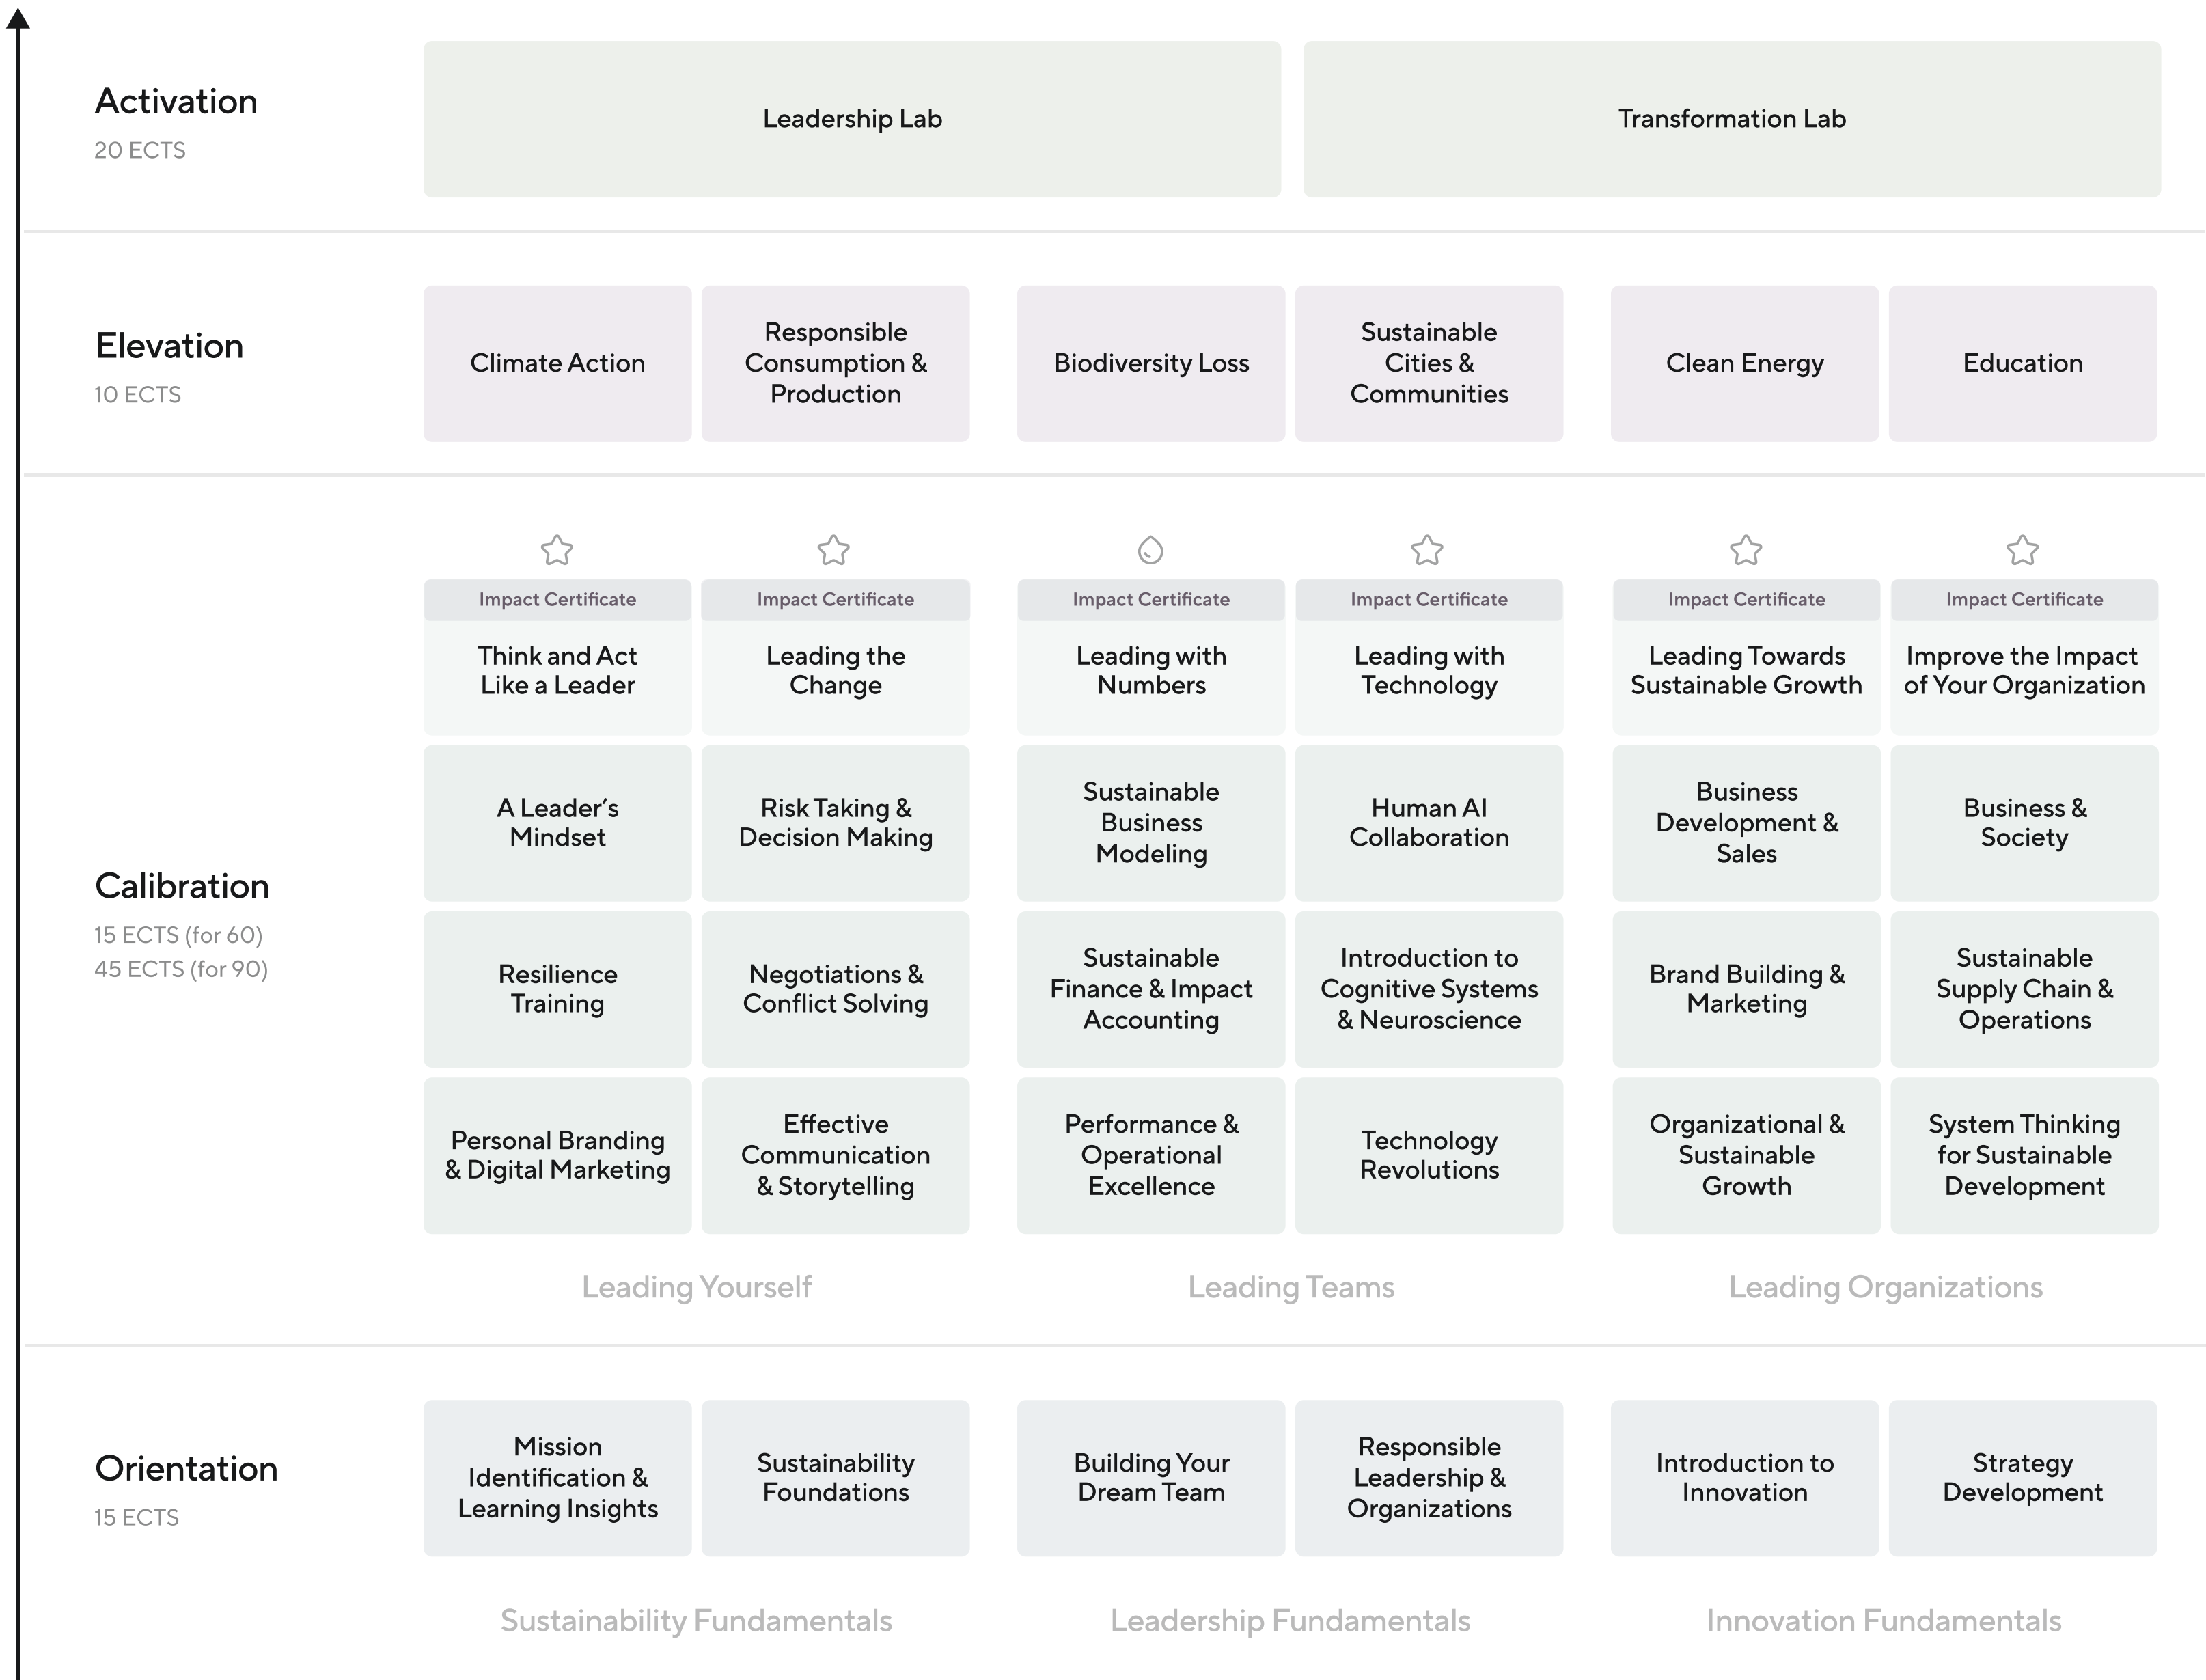 Activation
20 ECTS
Leadership Lab
Transformation Lab
Elevation
10 ECTS
Climate Action
Responsible
Consumption &
Production
Biodiversity Loss
Sustainable
Cities &
Communities
Clean Energy
Education
Calibration
15 ECTS (for 60)
45 ECTS (for 90)
Impact Certificate
Think and Act
Like a Leader
Impact Certificate
Leading the
Change
Impact Certificate
Leading with
Numbers
Impact Certificate
Leading with
Technology
Impact Certificate
Leading Towards
Sustainable Growth
Impact Certificate
Improve the Impact
of Your Organization
A Leader’s
Mindset
Risk Taking &
Decision Making
Sustainable
Business
Modeling
Human AI
Collaboration
Business
Development &
Sales
Business &
Society
Resilience
Training
Negotiations &
Conflict Solving
Sustainable
Finance & Impact
Accounting
Introduction to
Cognitive Systems
& Neuroscience
Brand Building &
Marketing
Sustainable
Supply Chain &
Operations
Personal Branding
& Digital Marketing
Effective
Communication
& Storytelling
Performance &
Operational
Excellence
Technology
Revolutions
Organizational &
Sustainable
Growth
System Thinking
for Sustainable
Development
Leading Yourself
Leading Teams
Leading Organizations
Orientation
15 ECTS
Mission
Identification &
Learning Insights
Sustainability
Foundations
Building Your
Dream Team
Responsible
Leadership &
Organizations
Introduction to
Innovation
Strategy
Development
Sustainability Fundamentals
Leadership Fundamentals
Innovation Fundamentals